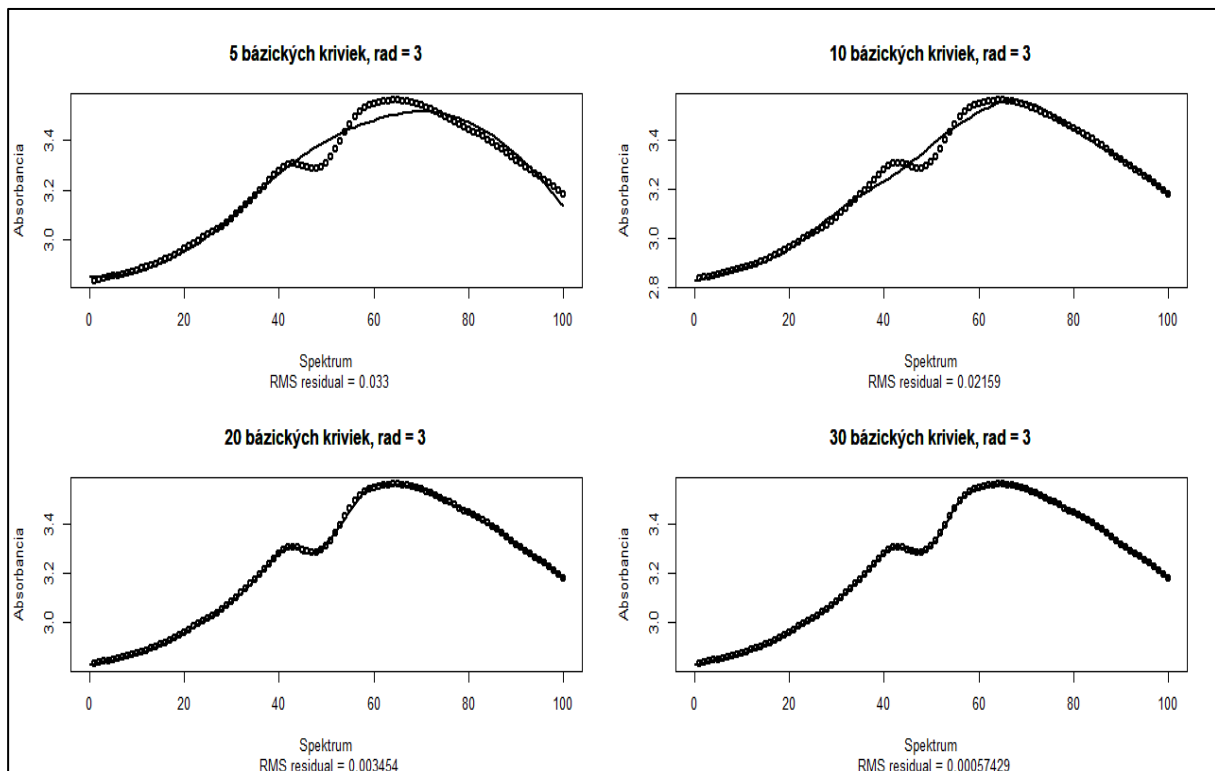 5 bázických kriviek, rad = 3
Absorbancia
3.4
3.2
3.0
0 20 40 60 80 100
Spektrum
RMS residual = 0.033
10 bázických kriviek, rad = 3
Absorbancia
3.4
3.2
3.0
2.8
0 20 40 60 80 100
Spektrum
RMS residual = 0.02159
20 bázických kriviek, rad = 3
Absorbancia
3.4
3.2
3.0
0 20 40 60 80 100
Spektrum
RMS residual = 0.003454
30 bázických kriviek, rad = 3
Absorbancia
3.4
3.2
3.0
0 20 40 60 80 100
Spektrum
RMS residual = 0.00057429